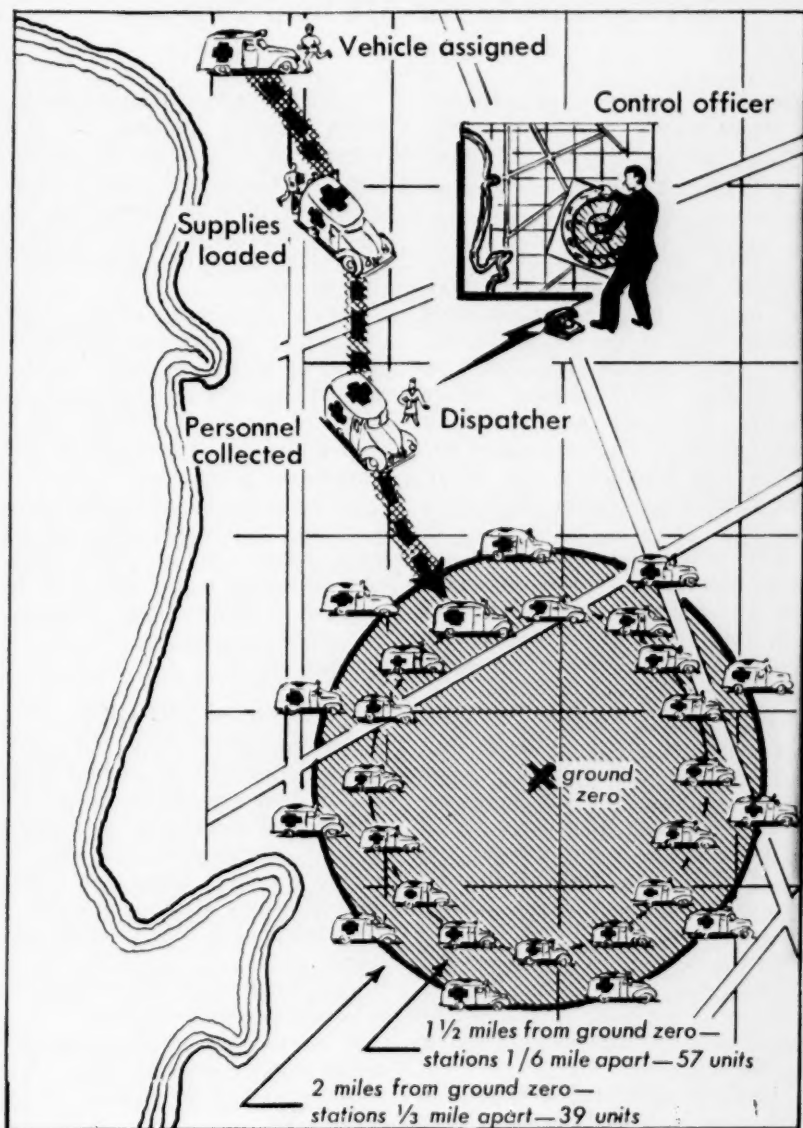 Vehicle assigned
Control officer
Supplies
loaded
Personnel
collected
Dispatcher
ground
zero
1½ miles from ground zero—
stations 1/6 mile apart—57 units
2 miles from ground zero—
stations ⅓ mile apart—39 units